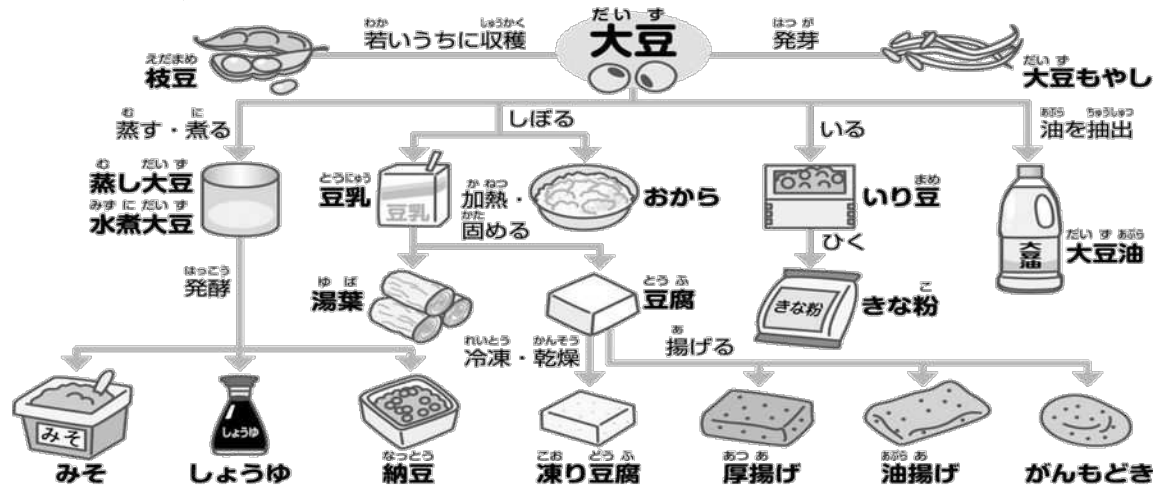 だいず
大豆
わか しゅうかく
若いうちに収穫
はつが
発芽
えだまめ
枝豆
だいず
大豆もやし
む に
蒸す・煮る
しぼる
いる
あぶら ちゅうしゅつ
油を抽出
む だいず
蒸し大豆
みずに だいず
水煮大豆
とうにゅう
豆乳
豆乳
かねつ
加熱・
かた
固める
おから
まめ
いり豆
大豆油
だいずあぶら
大豆油
ひく
はっこう
発酵
ゆば
湯葉
とうふ
豆腐
きな粉
こ
きな粉
れいとう かんそう
冷凍・乾燥
あ
揚げる
みそ
みそ
しょうゆ
しょうゆ
なっとう
納豆
こお どうふ
凍り豆腐
あつあ
厚揚げ
あぶらあ
油揚げ
がんもどき